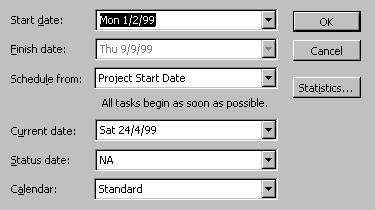 Start date: Mon 1/2/99 OK
Finish date: Thu 9/9/99 Cancel
Schedule from: Project Start Date Statistics...
All tasks begin as soon as possible.
Current date: Sat 24/4/99
Status date: NA
Calendar: Standard